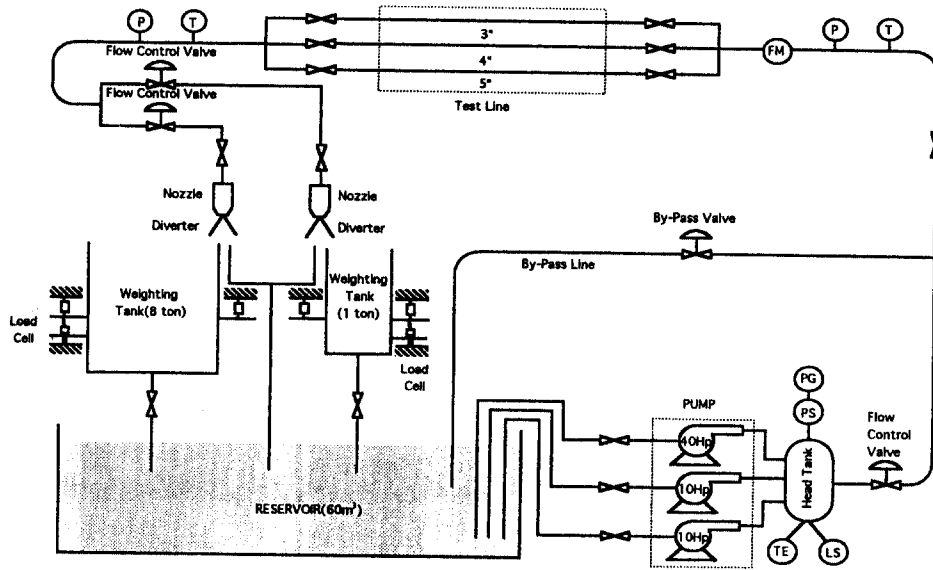 P
T
Flow Control Valve
Flow Control Valve
3"
4"
5"
Test Line
FM
P
T
Nozzle
Diverter
Nozzle
Diverter
By-Pass Valve
By-Pass Line
Weighting
Tank(8 ton)
Weighting
Tank
(1 ton)
Load
Cell
Load
Cell
PUMP
40Hp
10Hp
10Hp
PG
PS
Head Tank
TE
LS
Flow
Control
Valve
RESERVOIR(60m³)